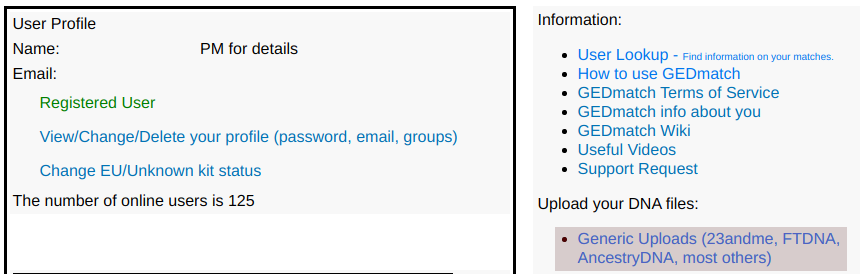 User Profile
Name: PM for details
Email:
Registered User
View/Change/Delete your profile (password, email, groups)
Change EU/Unknown kit status
The number of online users is 125
Information:
User Lookup - Find information on your matches.
How to use GEDmatch
GEDmatch Terms of Service
GEDmatch info about you
GEDmatch Wiki
Useful Videos
Support Request
Upload your DNA files:
Generic Uploads (23andme, FTDNA,
AncestryDNA, most others)